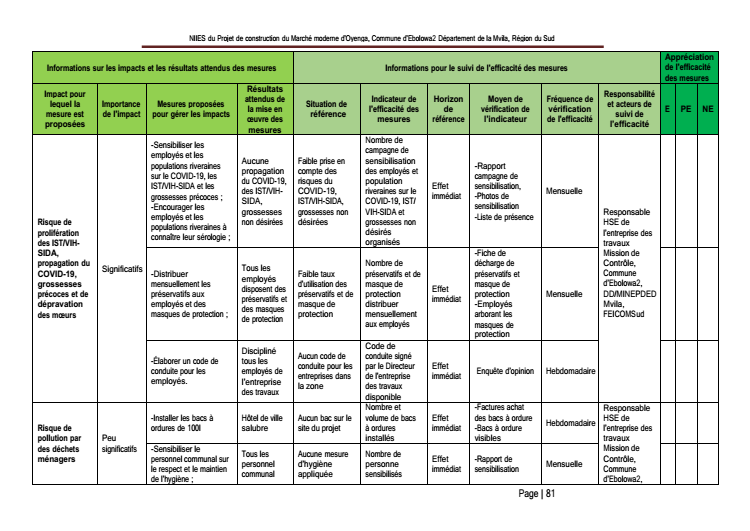 NIIES du Projet de construction du Marché moderne d'Oyenga, Commune d'Ebolowa2 Département de la Mvila, Région du Sud
Informations sur les impacts et les résultats attendus des mesures
Informations pour le suivi de l'efficacité des mesures
Appréciation
de l'efficacité
des mesures
Impact pour
lequel la
mesure est
proposées
Importance
de l'impact
Mesures proposées
pour gérer les impacts
Résultats
attendus de
la mise en
œuvre des
mesures
Situation de
référence
Indicateur de
l'efficacité des
mesures
Horizon
de
référence
Moyen de
vérification de
l'indicateur
Fréquence de
vérification
de l'efficacité
Responsabilité
et acteurs de
suivi de
l'efficacité
E
PE
NE
Risque de
prolifération
des IST/VIH-
SIDA,
propagation du
COVID-19,
grossesses
précoces et de
dépravation
des mœurs
Significatifs
-Sensibiliser les
employés et les
populations riveraines
sur le COVID-19, les
IST/VIH-SIDA et les
grossesses précoces ;
-Encourager les
employés et les
populations riveraines à
connaître leur sérologie ;
Aucune
propagation
du COVID-19,
des IST/VIH-
SIDA,
grossesses
non désirées
Faible prise en
compte des
risques du
COVID-19,
IST/VIH-SIDA,
grossesses non
désirées
Nombre de
campagne de
sensibilisation
des employés et
population
riveraines sur le
COVID-19, IST/
VIH-SIDA et
grossesses non
désirés
organisés
Effet
immédiat
-Rapport
campagne de
sensibilisation,
-Photos de
sensibilisation
-Liste de présence
Mensuelle
Responsable
HSE de
l'entreprise des
travaux
Mission de
Contrôle,
Commune
d'Ebolowa2,
DD/MINEPDED
Mvila,
FEICOMSud
-Distribuer
mensuellement les
préservatifs aux
employés et des
masques de protection ;
Tous les
employés
disposent des
préservatifs et
des masques
de protection
Faible taux
d'utilisation des
préservatifs et de
masque de
protection
Nombre de
préservatifs et de
masque de
protection
distribuer
mensuellement
aux employés
Effet
immédiat
-Fiche de
décharge de
préservatifs et
masque de
protection
-Employés
arborant les
masques de
protection
Mensuelle
-Élaborer un code de
conduite pour les
employés.
Discipliné
tous les
employés de
l'entreprise
des travaux
Aucun code de
conduite pour les
entreprises dans
la zone
Code de
conduite signé
par le Directeur
de l'entreprise
des travaux
disponible
Effet
immédiat
Enquête d'opinion
Hebdomadaire
Risque de
pollution par
des déchets
ménagers
Peu
significatifs
-Installer les bacs à
ordures de 100l
Hôtel de ville
salubre
Aucun bac sur le
site du projet
Nombre et
volume de bacs
à ordures
installés
Effet
immédiat
-Factures achat
des bacs à ordure
-Bacs à ordure
visibles
Hebdomadaire
Responsable
HSE de
l'entreprise des
travaux
Mission de
Contrôle,
Commune
d'Ebolowa2,
-Sensibiliser le
personnel communal sur
le respect et le maintien
de l'hygiène ;
Tous les
personnel
communal
Aucune mesure
d'hygiène
appliquée
Nombre de
personne
sensibilisés
Effet
immédiat
-Rapport de
sensibilisation
Mensuelle
Page | 81